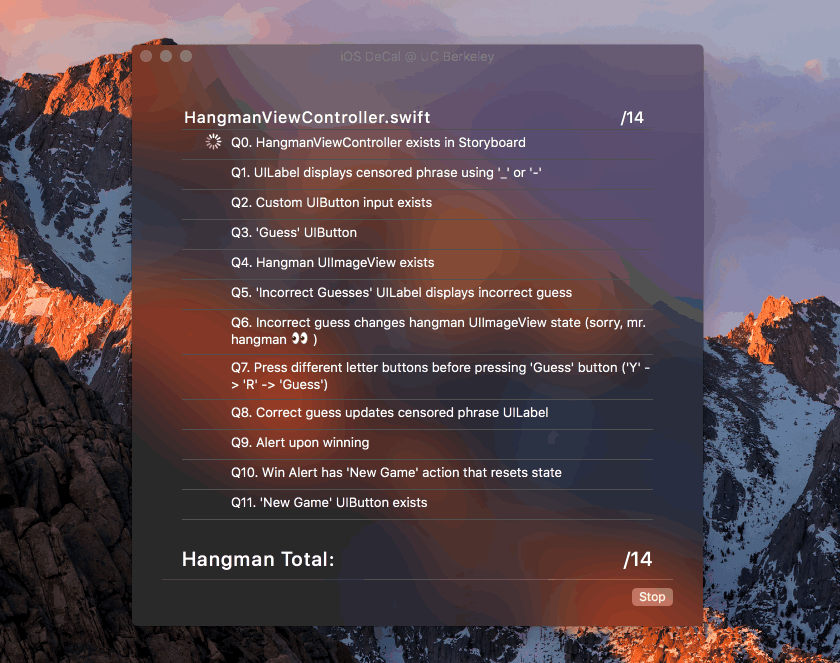 iOS DeCal @ UC Berkeley
HangmanViewController.swift /14
Q0. HangmanViewController exists in Storyboard
Q1. UILabel displays censored phrase using '_' or '-'
Q2. Custom UIButton input exists
Q3. 'Guess' UIButton
Q4. Hangman UIImageView exists
Q5. 'Incorrect Guesses' UILabel displays incorrect guess
Q6. Incorrect guess changes hangman UIImageView state (sorry, mr.
hangman 👀 )
Q7. Press different letter buttons before pressing 'Guess' button ('Y' -
> 'R' -> 'Guess')
Q8. Correct guess updates censored phrase UILabel
Q9. Alert upon winning
Q10. Win Alert has 'New Game' action that resets state
Q11. 'New Game' UIButton exists
Hangman Total: /14
Stop